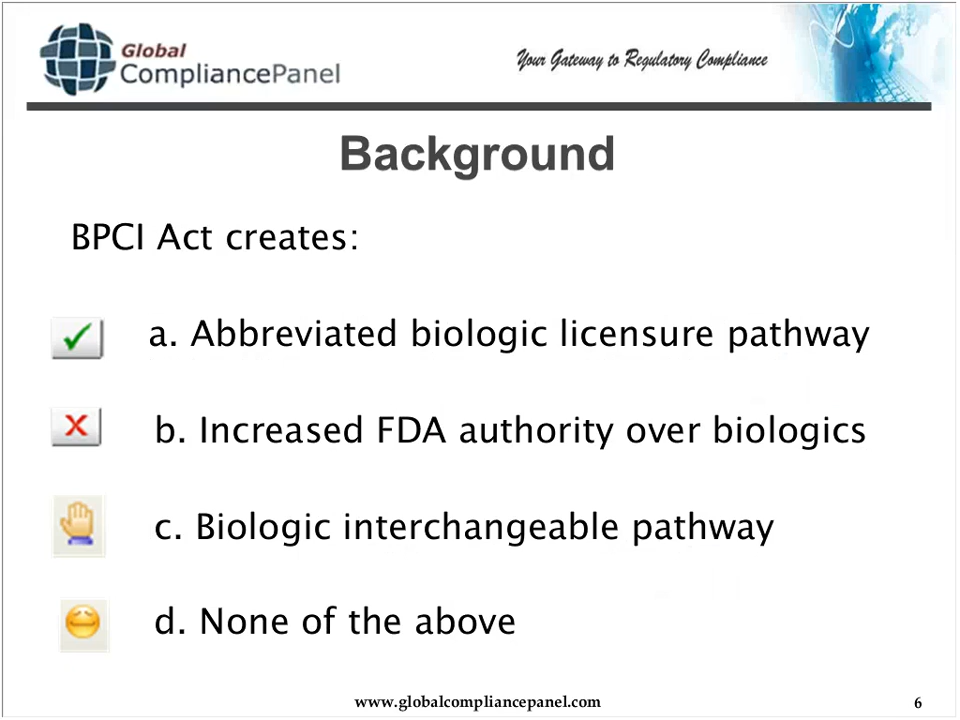 Global
CompliancePanel
Your Gateway to Regulatory Compliance
Background
BPCI Act creates:
a. Abbreviated biologic licensure pathway
b. Increased FDA authority over biologics
c. Biologic interchangeable pathway
d. None of the above
www.globalcompliancepanel.com
6